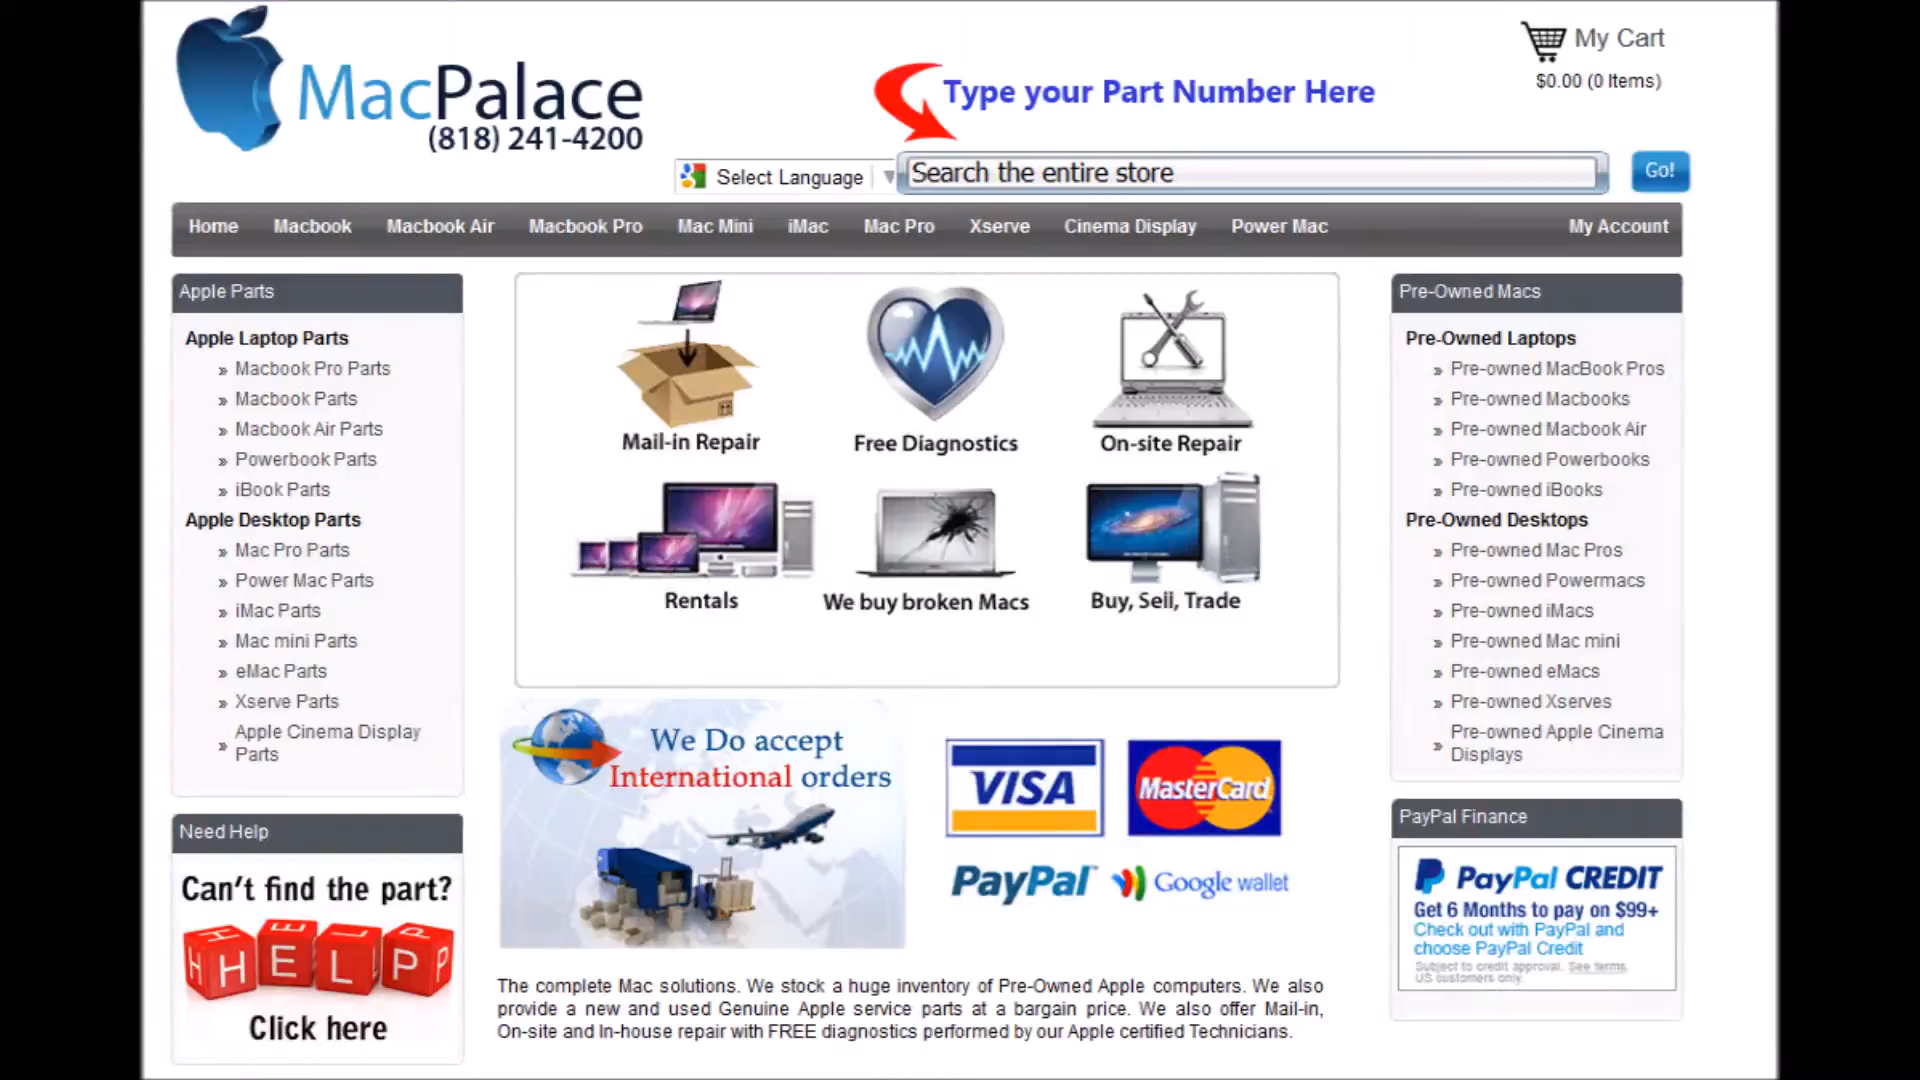 MacPalace
(818) 241-4200
Type your Part Number Here
My Cart
$0.00 (0 Items)
Select Language
Search the entire store
Go!
Home Macbook Macbook Air Macbook Pro Mac Mini iMac Mac Pro Xserve Cinema Display Power Mac My Account
Apple Parts
Apple Laptop Parts
» Macbook Pro Parts
» Macbook Parts
» Macbook Air Parts
» Powerbook Parts
» iBook Parts
Apple Desktop Parts
» Mac Pro Parts
» Power Mac Parts
» iMac Parts
» Mac mini Parts
» eMac Parts
» Xserve Parts
» Apple Cinema Display
Parts
Need Help
Can't find the part?
HELP
Click here
Mail-in Repair
Free Diagnostics
On-site Repair
Rentals
We buy broken Macs
Buy, Sell, Trade
We Do accept
International orders
VISA
MasterCard
PayPal
Google wallet
The complete Mac solutions. We stock a huge inventory of Pre-Owned Apple computers. We also
provide a new and used Genuine Apple service parts at a bargain price. We also offer Mail-in,
On-site and In-house repair with FREE diagnostics performed by our Apple certified Technicians.
Pre-Owned Macs
Pre-Owned Laptops
» Pre-owned MacBook Pros
» Pre-owned Macbooks
» Pre-owned Macbook Air
» Pre-owned Powerbooks
» Pre-owned iBooks
Pre-Owned Desktops
» Pre-owned Mac Pros
» Pre-owned Powermacs
» Pre-owned iMacs
» Pre-owned Mac mini
» Pre-owned eMacs
» Pre-owned Xserves
» Pre-owned Apple Cinema
Displays
PayPal Finance
PayPal CREDIT
Get 6 Months to pay on $99+
Check out with PayPal and
choose PayPal Credit
Subject to credit approval. See terms.
US customers only.